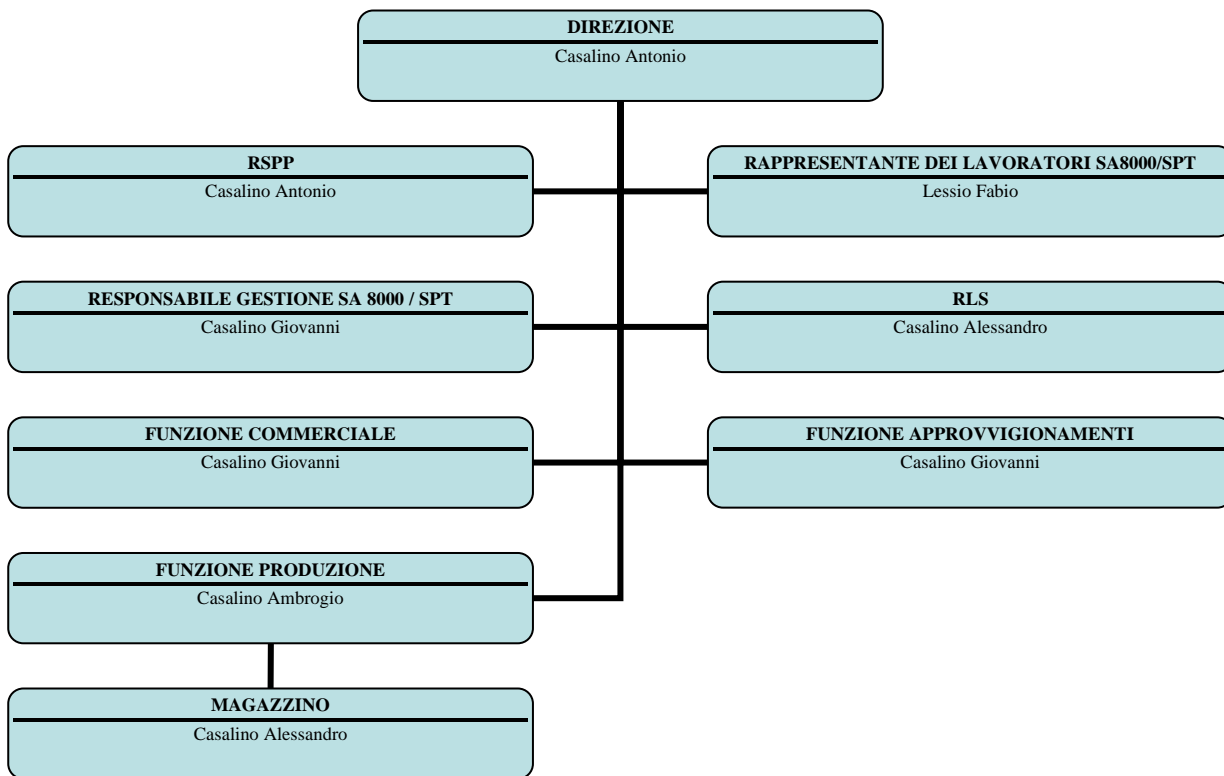 DIREZIONE
Casalino Antonio
RSPP
Casalino Antonio
RAPPRESENTANTE DEI LAVORATORI SA8000/SPT
Lessio Fabio
RESPONSABILE GESTIONE SA 8000 / SPT
Casalino Giovanni
RLS
Casalino Alessandro
FUNZIONE COMMERCIALE
Casalino Giovanni
FUNZIONE APPROVVIGIONAMENTI
Casalino Giovanni
FUNZIONE PRODUZIONE
Casalino Ambrogio
MAGAZZINO
Casalino Alessandro